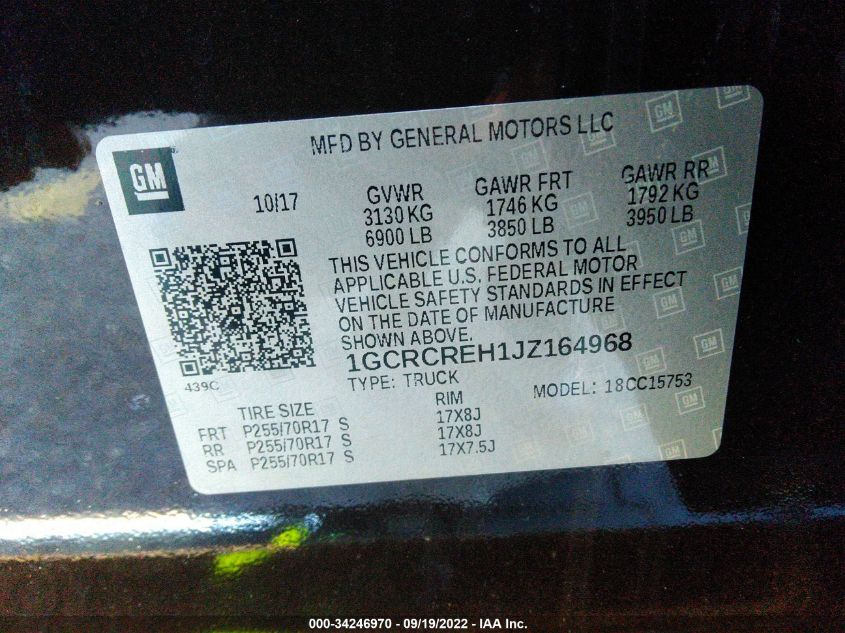 MFD BY GENERAL MOTORS LLC
GM
10/17 GVWR GAWR FRT GAWR RR
3130 KG 1746 KG 1792 KG
6900 LB 3850 LB 3950 LB
THIS VEHICLE CONFORMS TO ALL
APPLICABLE U.S. FEDERAL MOTOR
VEHICLE SAFETY STANDARDS IN EFFECT
ON THE DATE OF MANUFACTURE
SHOWN ABOVE.
1GCRCREH1JZ164968
439C TYPE: TRUCK MODEL: 18CC15753
TIRE SIZE RIM
FRT P255/70R17 S 17X8J
RR P255/70R17 S 17X8J
SPA P255/70R17 S 17X7.5J
000-34246970 - 09/19/2022 - IAA Inc.